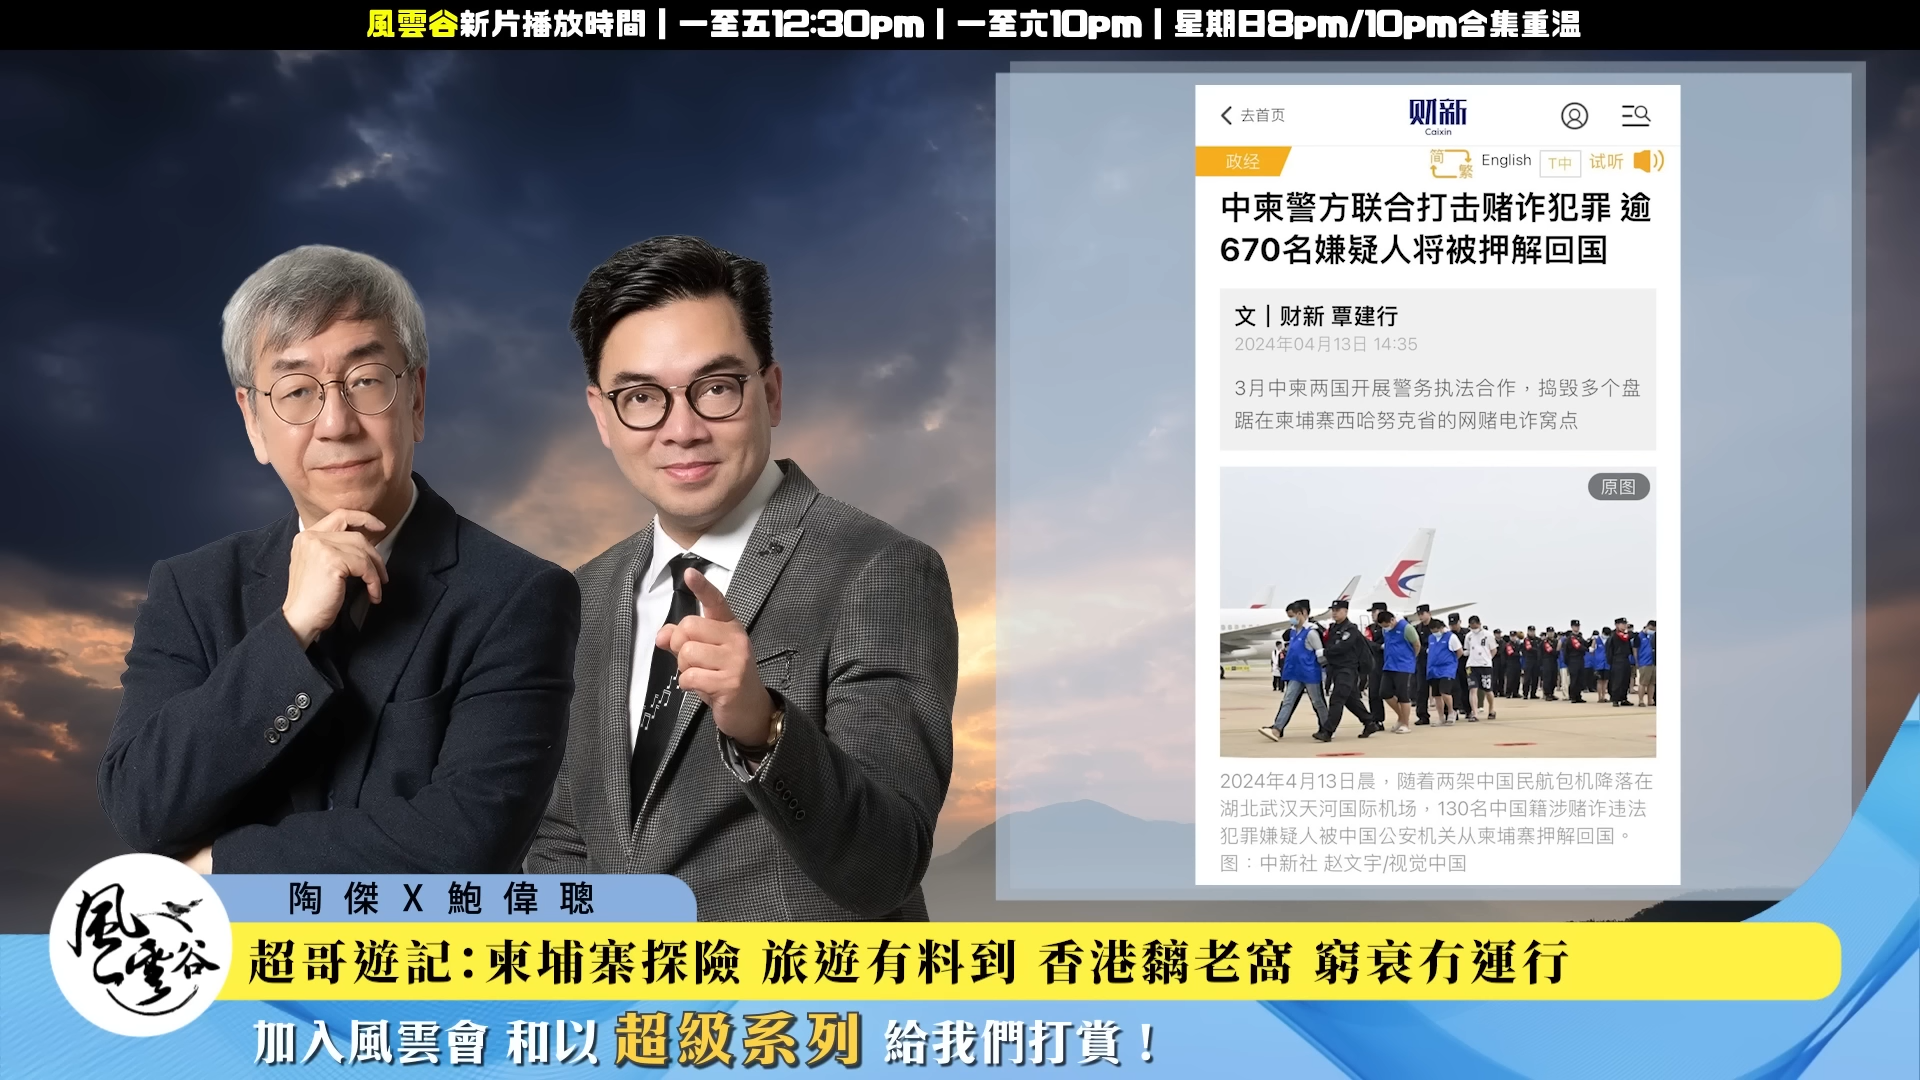 風雲谷新片播放時間 | 一至五12:30pm | 一至六10pm | 星期日8pm/10pm合集重温
去首页
财新
Caixin
政经
简
繁
English
T中
试听
中柬警方联合打击赌诈犯罪 逾
670名嫌疑人将被押解回国
文｜财新 覃建行
2024年04月13日 14:35
3月中柬两国开展警务执法合作，捣毁多个盘
踞在柬埔寨西哈努克省的网赌电诈窝点
原图
2024年4月13日晨，随着两架中国民航包机降落在
湖北武汉天河国际机场，130名中国籍涉赌诈违法
犯罪嫌疑人被中国公安机关从柬埔寨押解回国。
图：中新社 赵文宇/视觉中国
陶傑 X 鮑偉聰
風雲谷
超哥遊記:柬埔寨探險 旅遊有料到 香港黐老窩 窮衰冇運行
加入風雲會 和以 超級系列 給我們打賞！